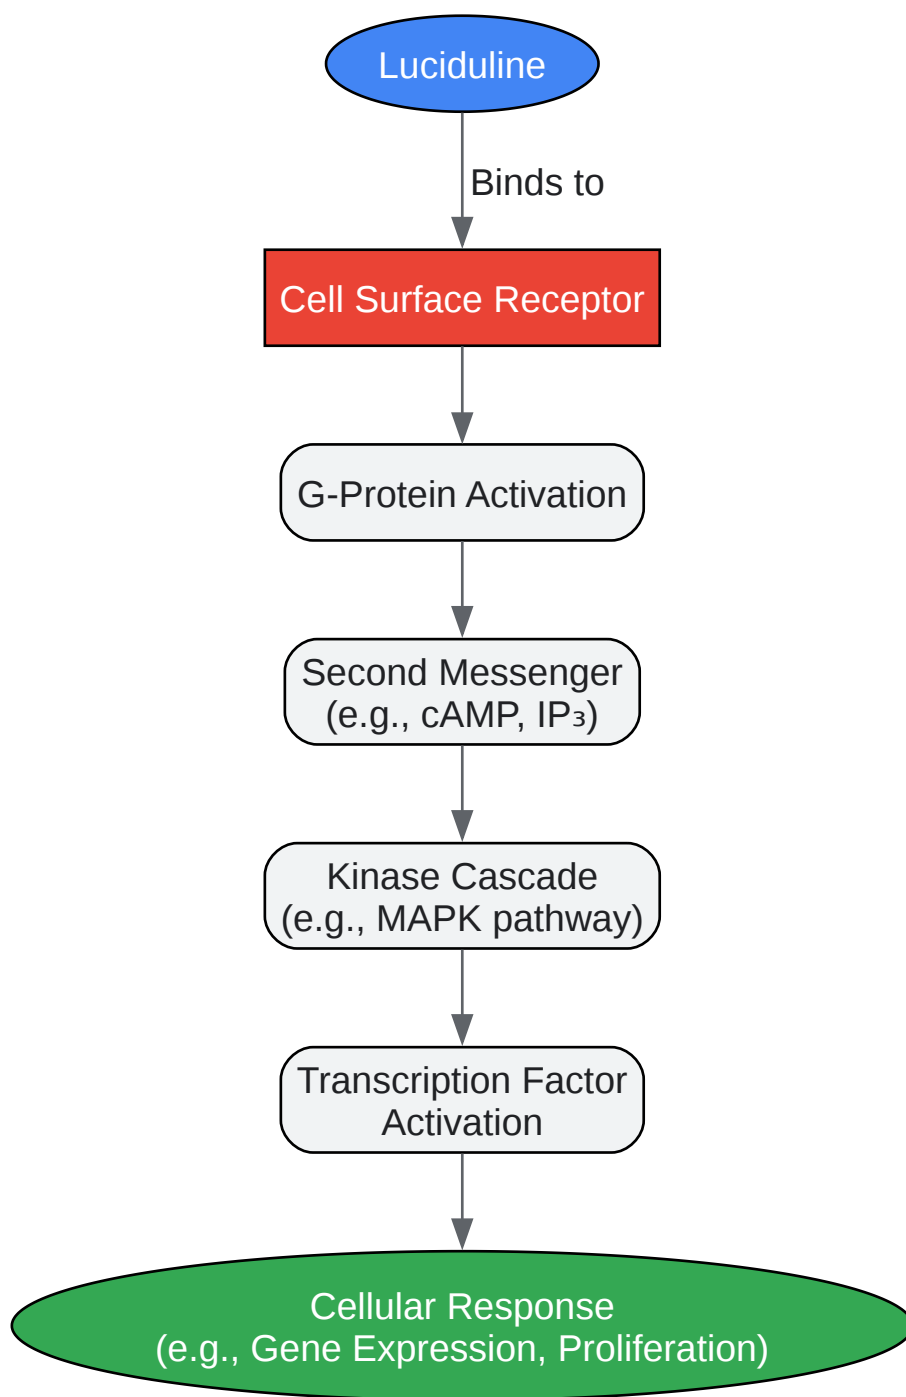 Luciduline
Binds to
Cell Surface Receptor
G-Protein Activation
Second Messenger
(e.g., cAMP, IP₃)
Kinase Cascade
(e.g., MAPK pathway)
Transcription Factor
Activation
Cellular Response
(e.g., Gene Expression, Proliferation)